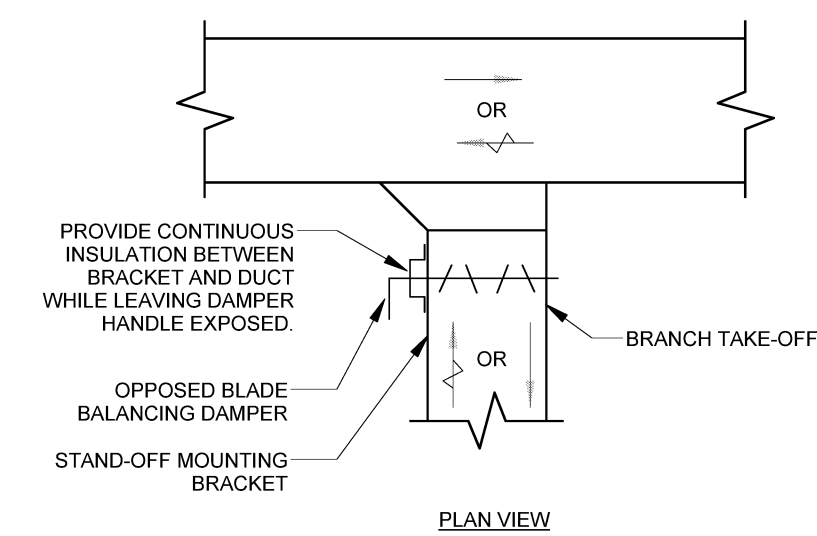 OR
PROVIDE CONTINUOUS
INSULATION BETWEEN
BRACKET AND DUCT
WHILE LEAVING DAMPER
HANDLE EXPOSED.
BRANCH TAKE-OFF
OR
OPPOSED BLADE
BALANCING DAMPER
STAND-OFF MOUNTING
BRACKET
PLAN VIEW